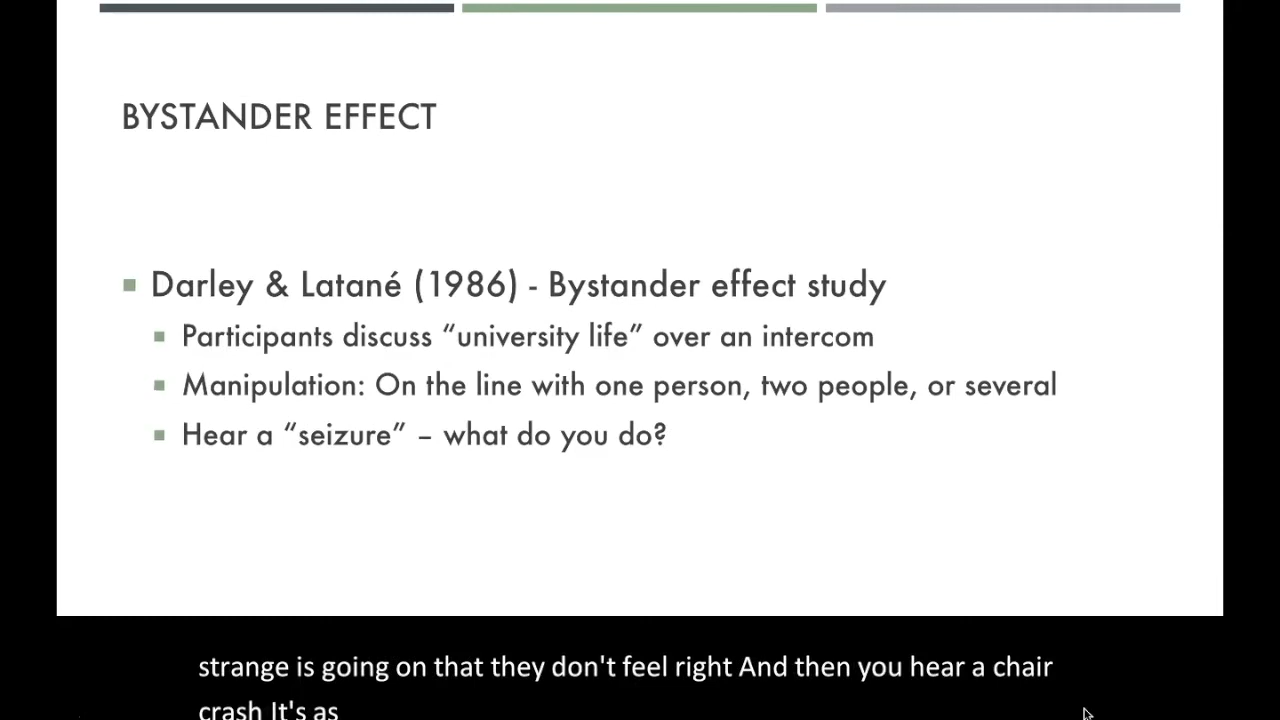 BYSTANDER EFFECT
Darley & Latané (1986) - Bystander effect study
Participants discuss “university life” over an intercom
Manipulation: On the line with one person, two people, or several
Hear a “seizure” – what do you do?
strange is going on that they don't feel right And then you hear a chair
crash It's as